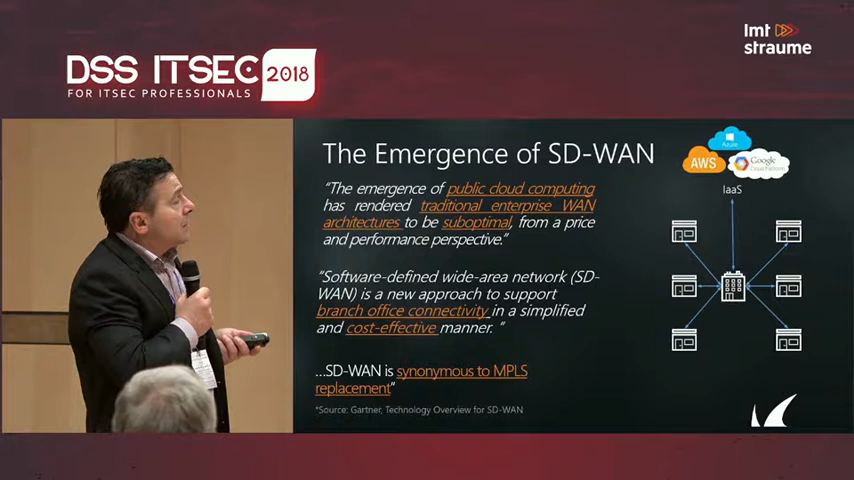 DSS ITSEC 2018
FOR ITSEC PROFESSIONALS
lmt
straume
The Emergence of SD-WAN
"The emergence of public cloud computing
has rendered traditional enterprise WAN
architectures to be suboptimal, from a price
and performance perspective."
"Software-defined wide-area network (SD-
WAN) is a new approach to support
branch office connectivity in a simplified
and cost-effective manner. "
...SD-WAN is synonymous to MPLS
replacement"
*Source: Gartner, Technology Overview for SD-WAN
Azure
AWS
Google
Cloud Platform
IaaS